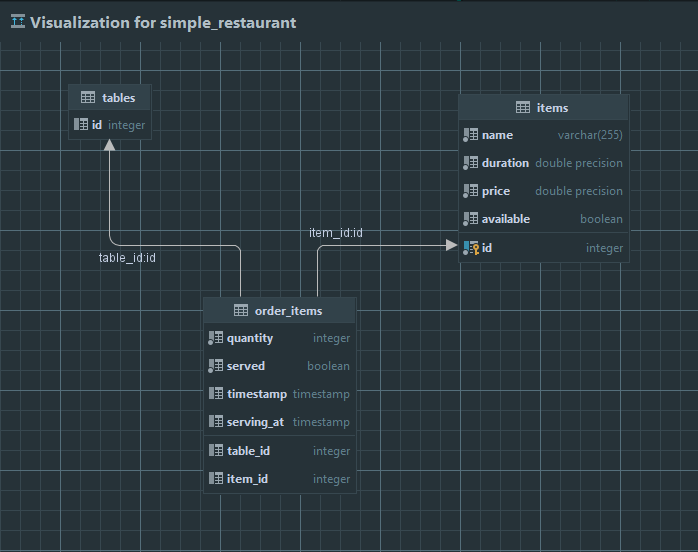 Visualization for simple_restaurant
tables
id integer
items
name varchar(255)
duration double precision
price double precision
available boolean
id integer
item_id:id
table_id:id
order_items
quantity integer
served boolean
timestamp timestamp
serving_at timestamp
table_id integer
item_id integer